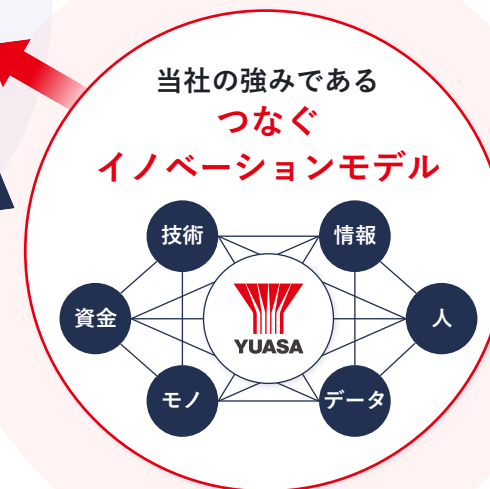 当社の強みである
つなぐ
イノベーションモデル
技術
情報
資金
YUASA
人
モノ
データ